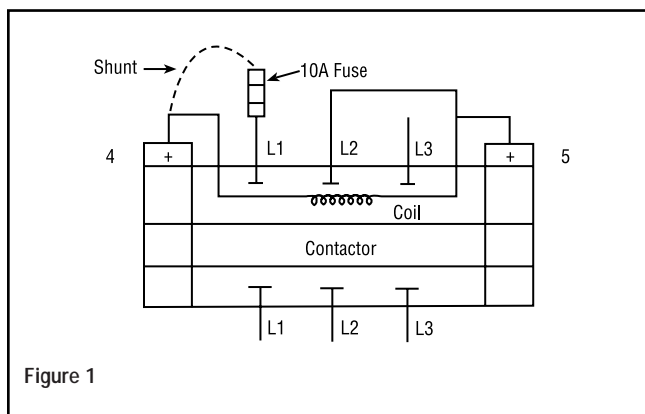 Shunt
10A Fuse
L1 L2 L3
4 + + 5
Coil
Contactor
L1 L2 L3
Figure 1